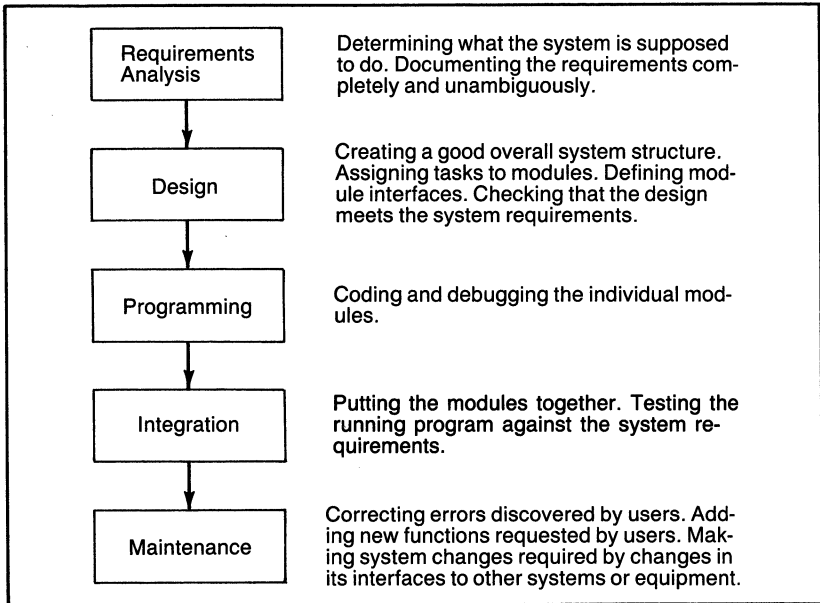 Requirements
Analysis
Determining what the system is supposed
to do. Documenting the requirements com-
pletely and unambiguously.
Design
Creating a good overall system structure.
Assigning tasks to modules. Defining mod-
ule interfaces. Checking that the design
meets the system requirements.
Programming
Coding and debugging the individual mod-
ules.
Integration
Putting the modules together. Testing the
running program against the system re-
quirements.
Maintenance
Correcting errors discovered by users. Add-
ing new functions requested by users. Mak-
ing system changes required by changes in
its interfaces to other systems or equipment.